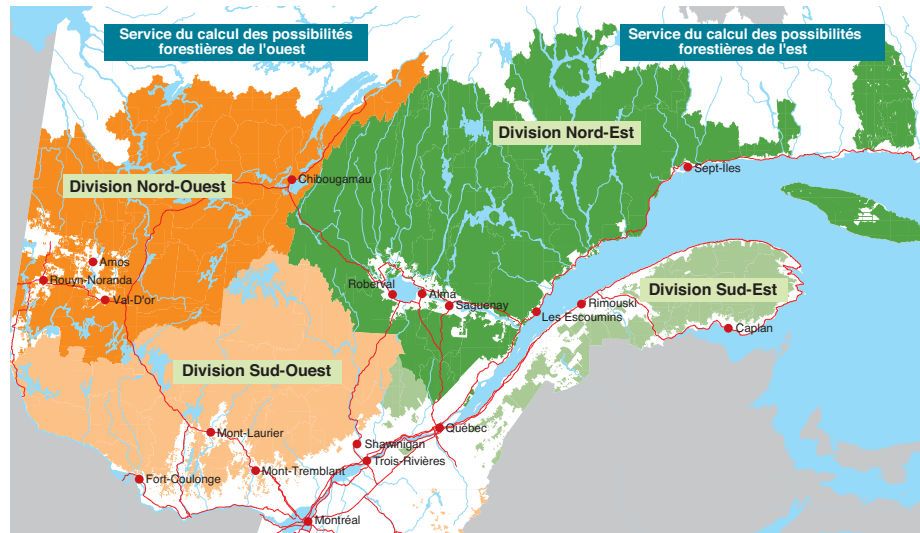 Service du calcul des possibilités
forestières de l'ouest
Service du calcul des possibilités
forestières de l'est
Division Nord-Est
Sept-Iles
Division Nord-Ouest
Chibougamau
Amos
Rouyn-Noranda
Val-D'or
Roberval
Alma
Saguenay
Division Sud-Est
Rimouski
Les Escoumins
Caplan
Division Sud-Ouest
Mont-Laurier
Québec
Shawinigan
Trois-Rivières
Mont-Tremblant
Fort-Coulonge
Montréal